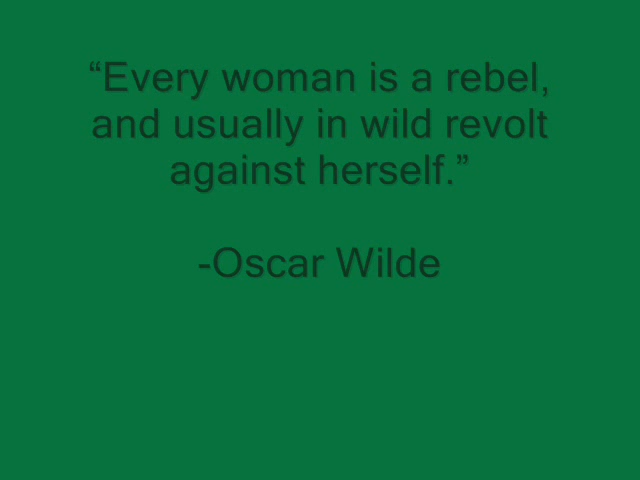 “Every woman is a rebel,
and usually in wild revolt
against herself.”
-Oscar Wilde